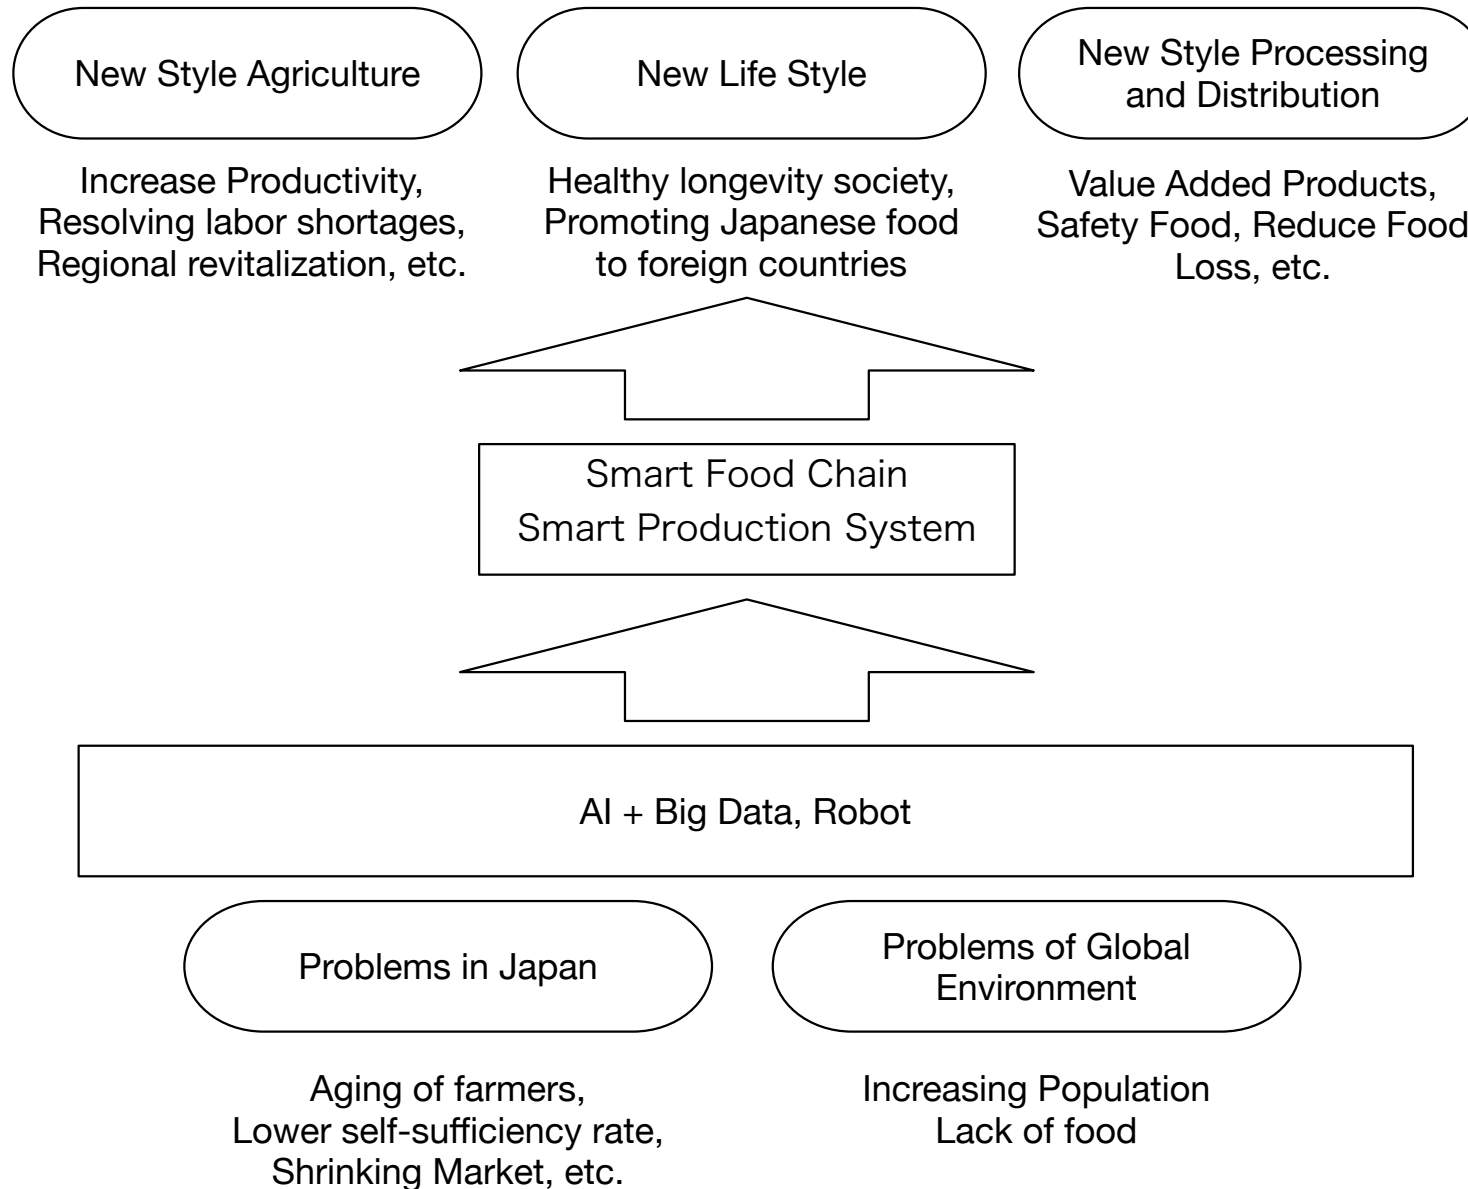 New Style Agriculture
New Life Style
New Style Processing
and Distribution
Increase Productivity,
Resolving labor shortages,
Regional revitalization, etc.
Healthy longevity society,
Promoting Japanese food
to foreign countries
Value Added Products,
Safety Food, Reduce Food
Loss, etc.
Smart Food Chain
Smart Production System
AI + Big Data, Robot
Problems in Japan
Problems of Global
Environment
Aging of farmers,
Lower self-sufficiency rate,
Shrinking Market, etc.
Increasing Population
Lack of food